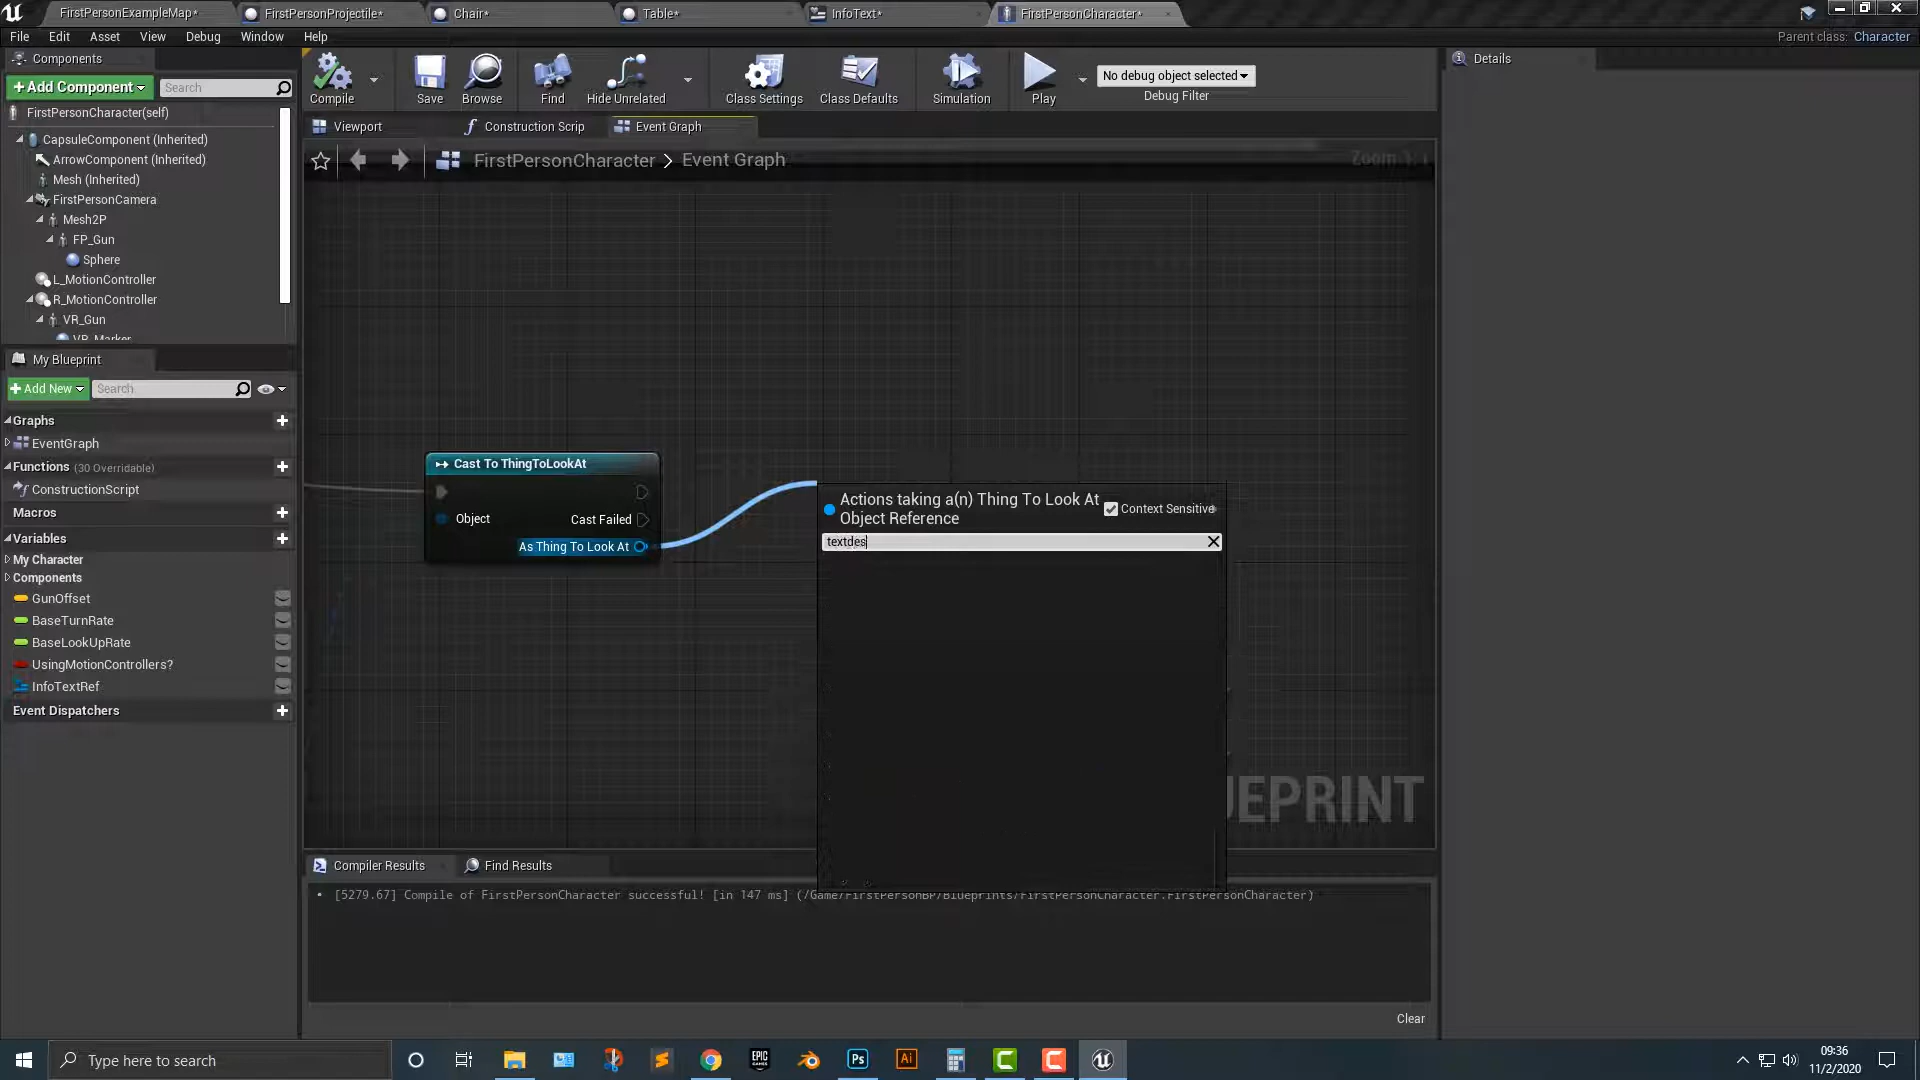 FirstPersonExampleMap*
FirstPersonProjectile*
Chair*
Table*
InfoText*
FirstPersonCharacter*
File Edit Asset View Debug Window Help
Parent class: Character
Components
+Add Component
Search
FirstPersonCharacter(self)
CapsuleComponent (Inherited)
ArrowComponent (Inherited)
Mesh (Inherited)
FirstPersonCamera
Mesh2P
FP_Gun
Sphere
L_MotionController
R_MotionController
VR_Gun
VR_Marker
My Blueprint
+Add New
Search
Graphs
EventGraph
Functions (30 Overridable)
ConstructionScript
Macros
Variables
My Character
Components
GunOffset
BaseTurnRate
BaseLookUpRate
UsingMotionControllers?
InfoTextRef
Event Dispatchers
Compile
Save
Browse
Find
Hide Unrelated
Class Settings
Class Defaults
Simulation
Play
No debug object selected
Debug Filter
Viewport
Construction Scrip
Event Graph
FirstPersonCharacter > Event Graph
Zoom
Cast To ThingToLookAt
Object
Cast Failed
As Thing To Look At
Actions taking a(n) Thing To Look At
Object Reference
Context Sensitive
textdes
EPRINT
Compiler Results
Find Results
[5279.67] Compile of FirstPersonCharacter successful! [in 147 ms] (/Game/FirstPersonBP/Blueprints/FirstPersonCharacter.FirstPersonCharacter)
Clear
Details
Type here to search
EPIC
GAMES
Ps
Ai
09:36
11/2/2020